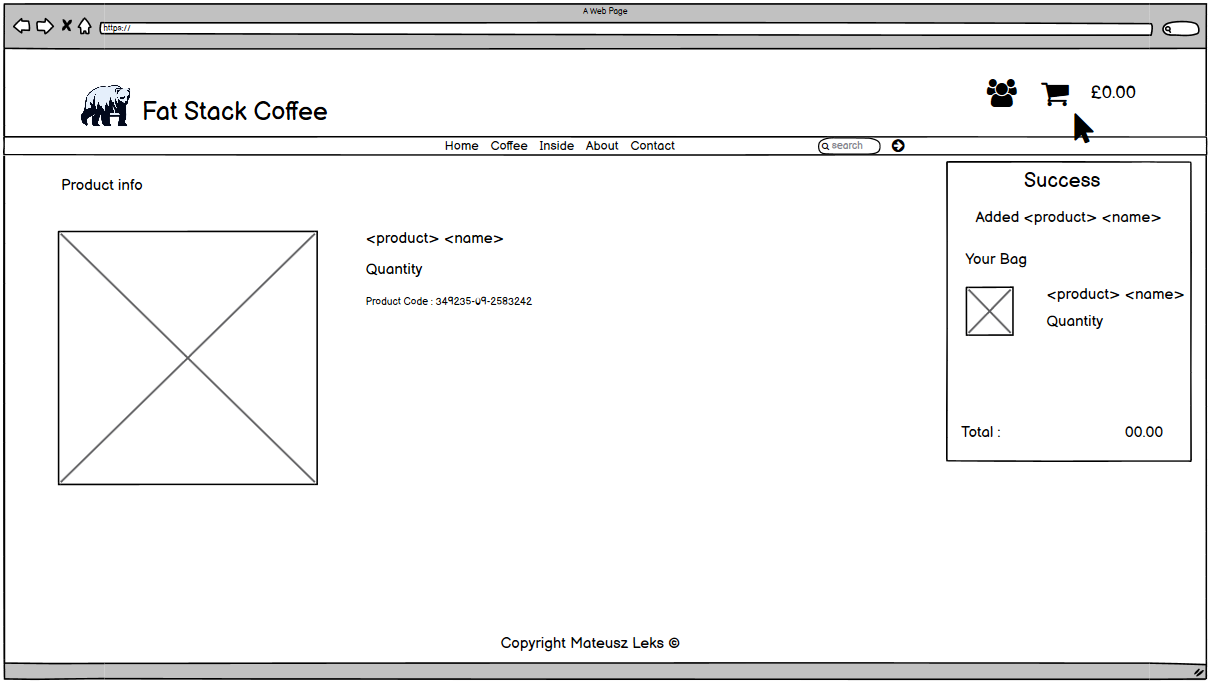 A Web Page
https://
Fat Stack Coffee
£0.00
Home Coffee Inside About Contact
search
Product info
<product> <name>
Quantity
Product Code : 349235-09-2583242
Success
Added <product> <name>
Your Bag
<product> <name>
Quantity
Total : 00.00
Copyright Mateusz Leks ©